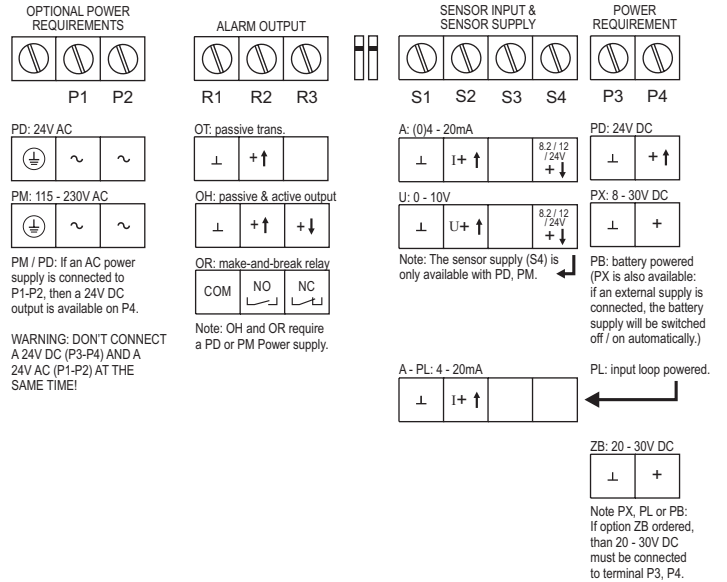 OPTIONAL POWER
REQUIREMENTS
P1 P2
PD: 24V AC
~ ~
PM: 115 - 230V AC
~ ~
PM / PD: If an AC power
supply is connected to
P1-P2, then a 24V DC
output is available on P4.
WARNING: DON'T CONNECT
A 24V DC (P3-P4) AND A
24V AC (P1-P2) AT THE
SAME TIME!
ALARM OUTPUT
R1 R2 R3
OT: passive trans.
⊥ +↑
OH: passive & active output
⊥ +↑ +↓
OR: make-and-break relay
COM NO NC
Note: OH and OR require
a PD or PM Power supply.
SENSOR INPUT &
SENSOR SUPPLY
S1 S2 S3 S4
A: (0)4 - 20mA
⊥ I+ ↑
8.2 / 12
/ 24V
+ ↓
U: 0 - 10V
⊥ U+ ↑
8.2 / 12
/ 24V
+ ↓
Note: The sensor supply (S4) is
only available with PD, PM.
A - PL: 4 - 20mA
⊥ I+ ↑
POWER
REQUIREMENT
P3 P4
PD: 24V DC
⊥ +↑
PX: 8 - 30V DC
⊥ +
PB: battery powered
(PX is also available:
if an external supply is
connected, the battery
supply will be switched
off / on automatically.)
PL: input loop powered.
ZB: 20 - 30V DC
⊥ +
Note PX, PL or PB:
If option ZB ordered,
than 20 - 30V DC
must be connected
to terminal P3, P4.